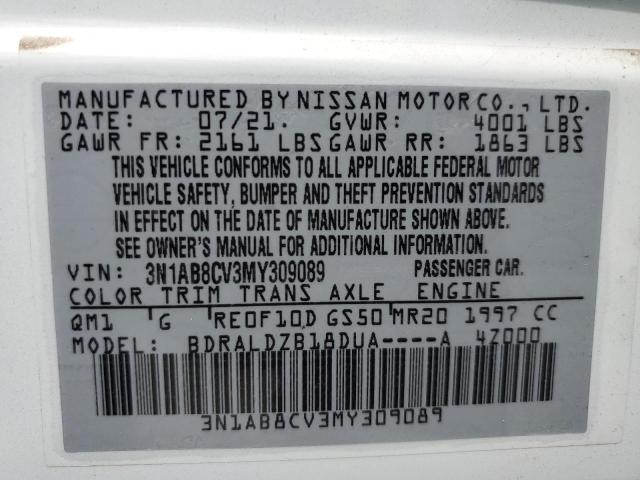 MANUFACTURED BY NISSAN MOTOR CO., LTD.
DATE: 07/21. GVWR: 4001 LBS
GAWR FR: 2161 LBS GAWR RR: 1863 LBS
THIS VEHICLE CONFORMS TO ALL APPLICABLE FEDERAL MOTOR
VEHICLE SAFETY, BUMPER AND THEFT PREVENTION STANDARDS
IN EFFECT ON THE DATE OF MANUFACTURE SHOWN ABOVE.
SEE OWNER'S MANUAL FOR ADDITIONAL INFORMATION
VIN: 3N1AB8CV3MY309089 PASSENGER CAR.
COLOR TRIM TRANS AXLE ENGINE
QM1 G RE0F10D GS50 MR20 1997 CC
MODEL: BDRALDZB18DUA----A 4Z000
3N1AB8CV3MY309089